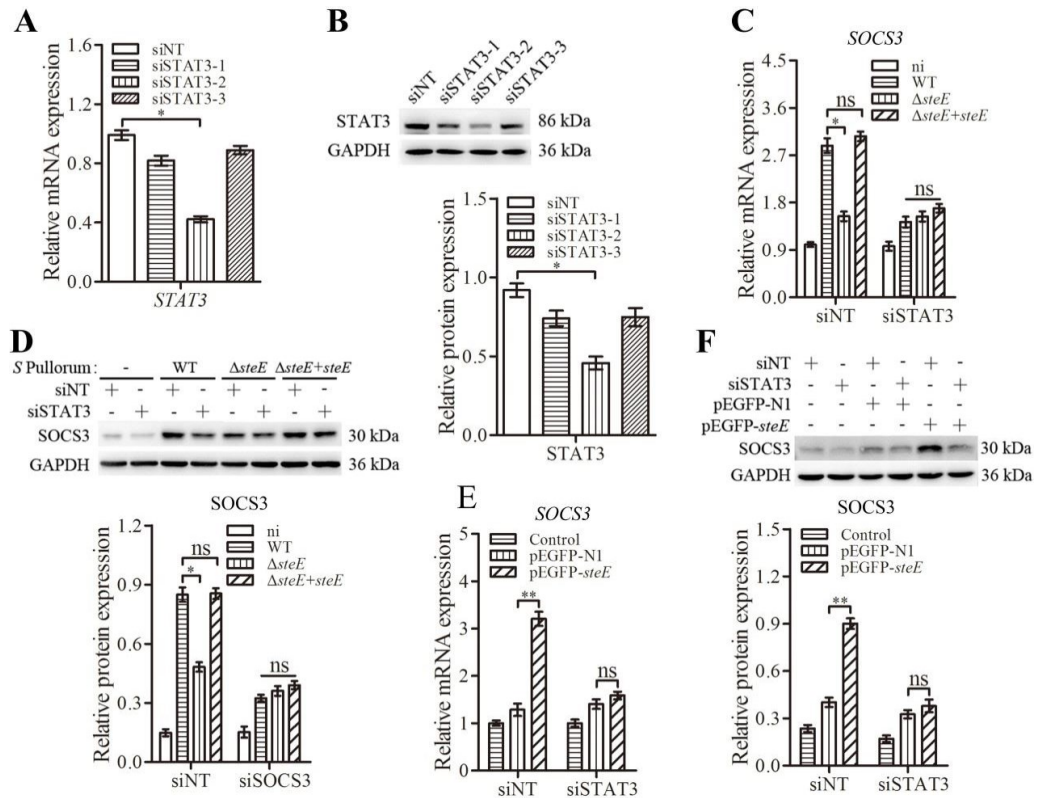 A
Relative mRNA expression
1.6
1.2
0.8
0.4
0.0
siNT
siSTAT3-1
siSTAT3-2
siSTAT3-3
*
STAT3
B
siNT
siSTAT3-1
siSTAT3-2
siSTAT3-3
STAT3
86 kDa
GAPDH
36 kDa
Relative protein expression
1.5
1.0
0.5
0.0
siNT
siSTAT3-1
siSTAT3-2
siSTAT3-3
*
STAT3
C
SOCS3
Relative mRNA expression
4.5
3.6
2.7
1.8
0.9
0.0
ni
WT
ΔsteE
ΔsteE+steE
ns
*
ns
siNT
siSTAT3
D
S Pullorum: - WT ΔsteE ΔsteE+steE
siNT + - + - + - + -
siSTAT3 - + - + - + - +
SOCS3
30 kDa
GAPDH
36 kDa
SOCS3
Relative protein expression
1.2
0.9
0.6
0.3
0.0
ni
WT
ΔsteE
ΔsteE+steE
ns
*
ns
siNT
siSOCS3
E
SOCS3
Relative mRNA expression
5
4
3
2
1
0
Control
pEGFP-N1
pEGFP-steE
**
ns
siNT
siSTAT3
F
siNT + - + - + -
siSTAT3 - + - + - +
pEGFP-N1 - - + + - -
pEGFP-steE - - - - + +
SOCS3
30 kDa
GAPDH
36 kDa
SOCS3
Relative protein expression
1.5
1.2
0.9
0.6
0.3
0.0
Control
pEGFP-N1
pEGFP-steE
**
ns
siNT
siSTAT3